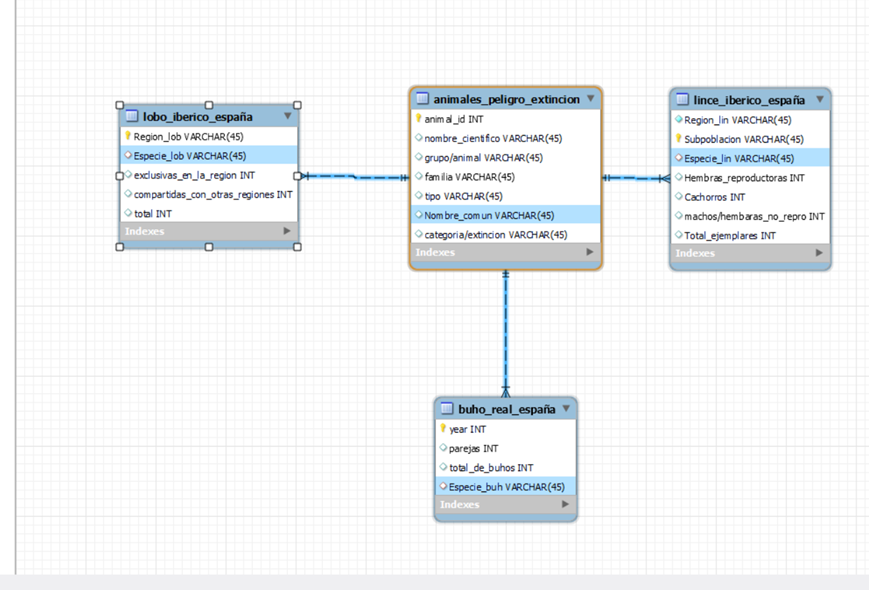 lobo_iberico_españa
Region_lob VARCHAR(45)
Especie_lob VARCHAR(45)
exclusivas_en_la_region INT
compartidas_con_otras_regiones INT
total INT
Indexes
animales_peligro_extincion
animal_id INT
nombre_cientifico VARCHAR(45)
grupo/animal VARCHAR(45)
familia VARCHAR(45)
tipo VARCHAR(45)
Nombre_comun VARCHAR(45)
categoria/extincion VARCHAR(45)
Indexes
lince_iberico_españa
Region_lin VARCHAR(45)
Subpoblacion VARCHAR(45)
Especie_lin VARCHAR(45)
Hembras_reproductoras INT
Cachorros INT
machos/hembaras_no_repro INT
Total_ejemplares INT
Indexes
buho_real_españa
year INT
parejas INT
total_de_buhos INT
Especie_buh VARCHAR(45)
Indexes